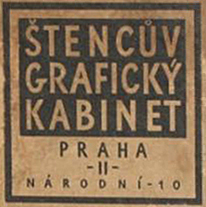 ŠTENCŮV
GRAFICKÝ
KABINET
PRAHA
-II-
NÁRODNÍ-10